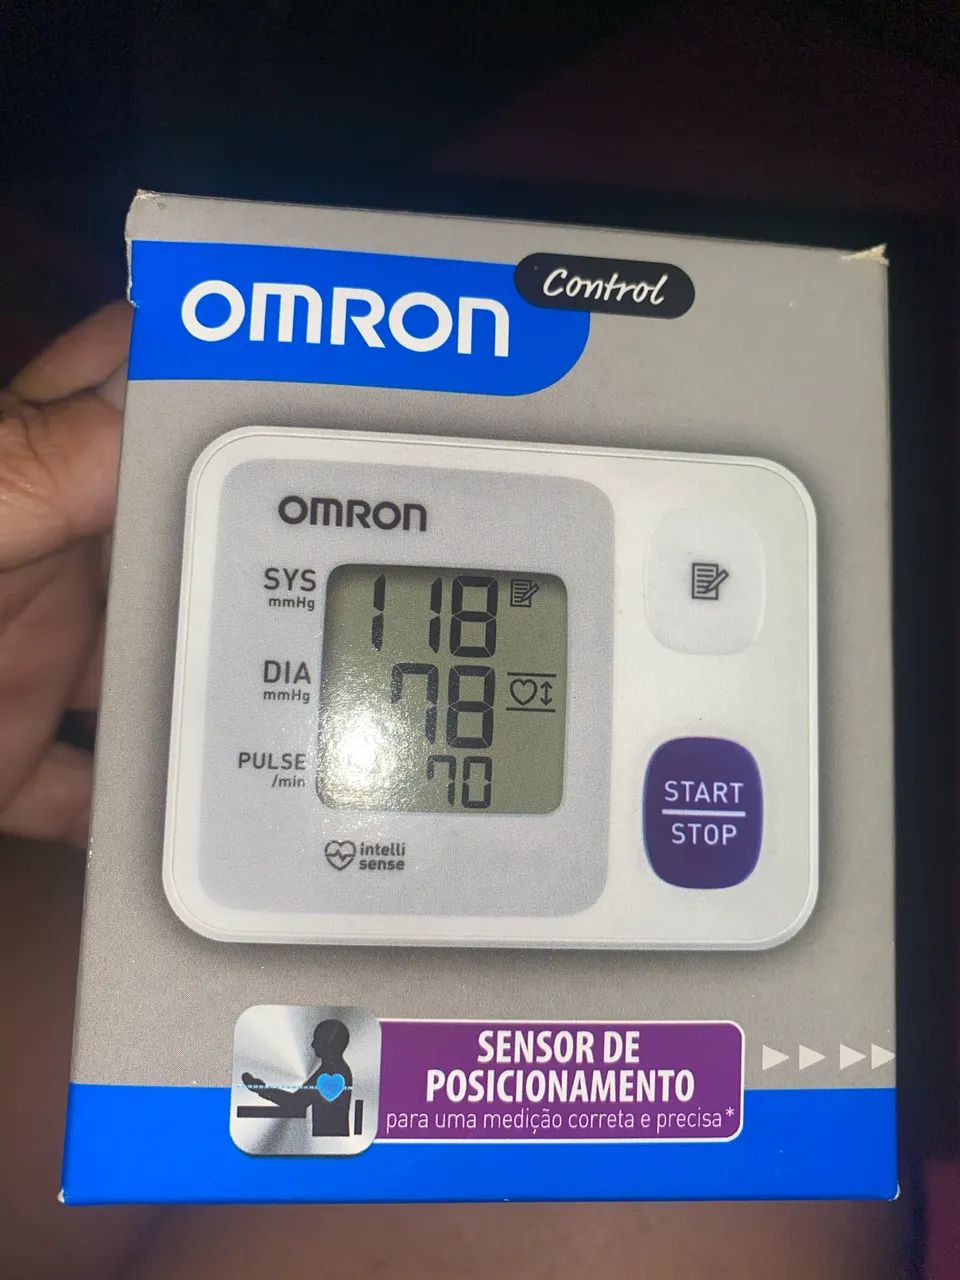 OMRON
Control
OMRON
SYS
mmHg
118
DIA
mmHg
78
PULSE
/min
70
intelli
sense
START
STOP
SENSOR DE
POSICIONAMENTO
para uma medição correta e precisa*